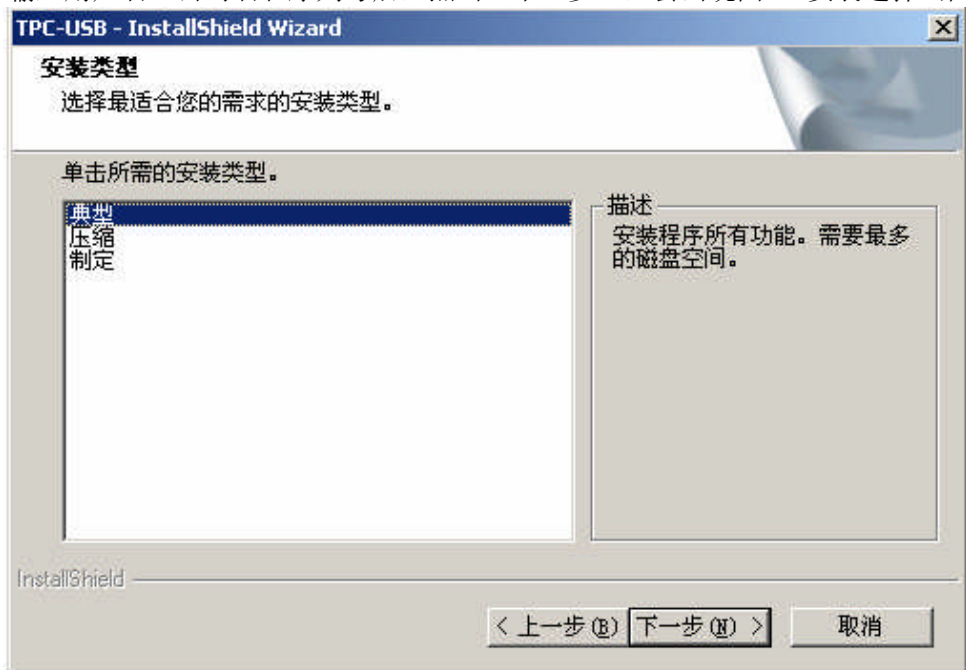 TPC-USB - InstallShield Wizard
安装类型
选择最适合您的需求的安装类型。
单击所需的安装类型。
典型
压缩
制定
描述
安装程序所有功能。需要最多
的磁盘空间。
InstallShield
< 上一步(B) 下一步(N) > 取消